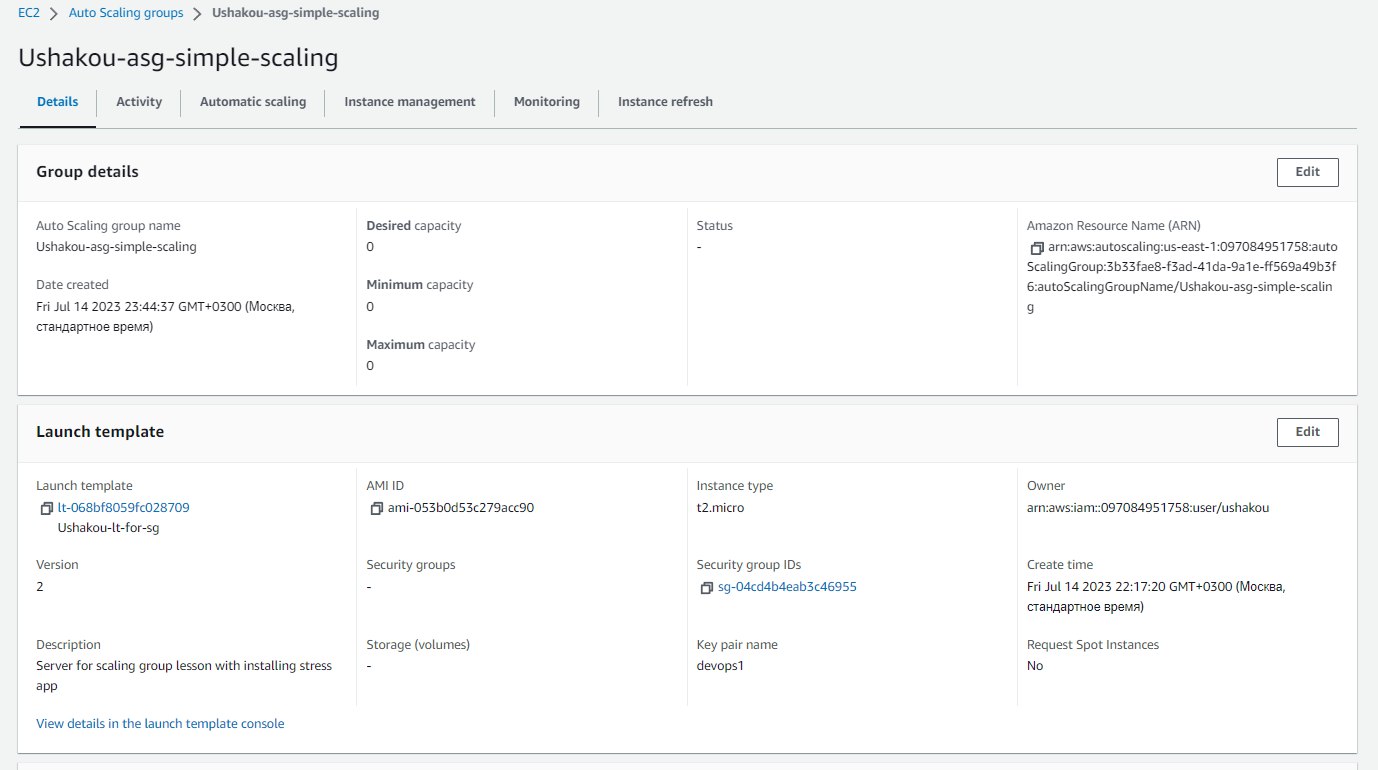 EC2 > Auto Scaling groups > Ushakou-asg-simple-scaling
Ushakou-asg-simple-scaling
Details
Activity
Automatic scaling
Instance management
Monitoring
Instance refresh
Group details
Edit
Auto Scaling group name
Ushakou-asg-simple-scaling
Date created
Fri Jul 14 2023 23:44:37 GMT+0300 (Москва,
стандартное время)
Desired capacity
0
Minimum capacity
0
Maximum capacity
0
Status
-
Amazon Resource Name (ARN)
arn:aws:autoscaling:us-east-1:097084951758:auto
ScalingGroup:3b33fae8-f3ad-41da-9a1e-ff569a49b3f
6:autoScalingGroupName/Ushakou-asg-simple-scalin
g
Launch template
Edit
Launch template
lt-068bf8059fc028709
Ushakou-lt-for-sg
AMI ID
ami-053b0d53c279acc90
Instance type
t2.micro
Owner
arn:aws:iam::097084951758:user/ushakou
Version
2
Security groups
-
Security group IDs
sg-04cd4b4eab3c46955
Create time
Fri Jul 14 2023 22:17:20 GMT+0300 (Москва,
стандартное время)
Description
Server for scaling group lesson with installing stress
app
Storage (volumes)
-
Key pair name
devops1
Request Spot Instances
No
View details in the launch template console